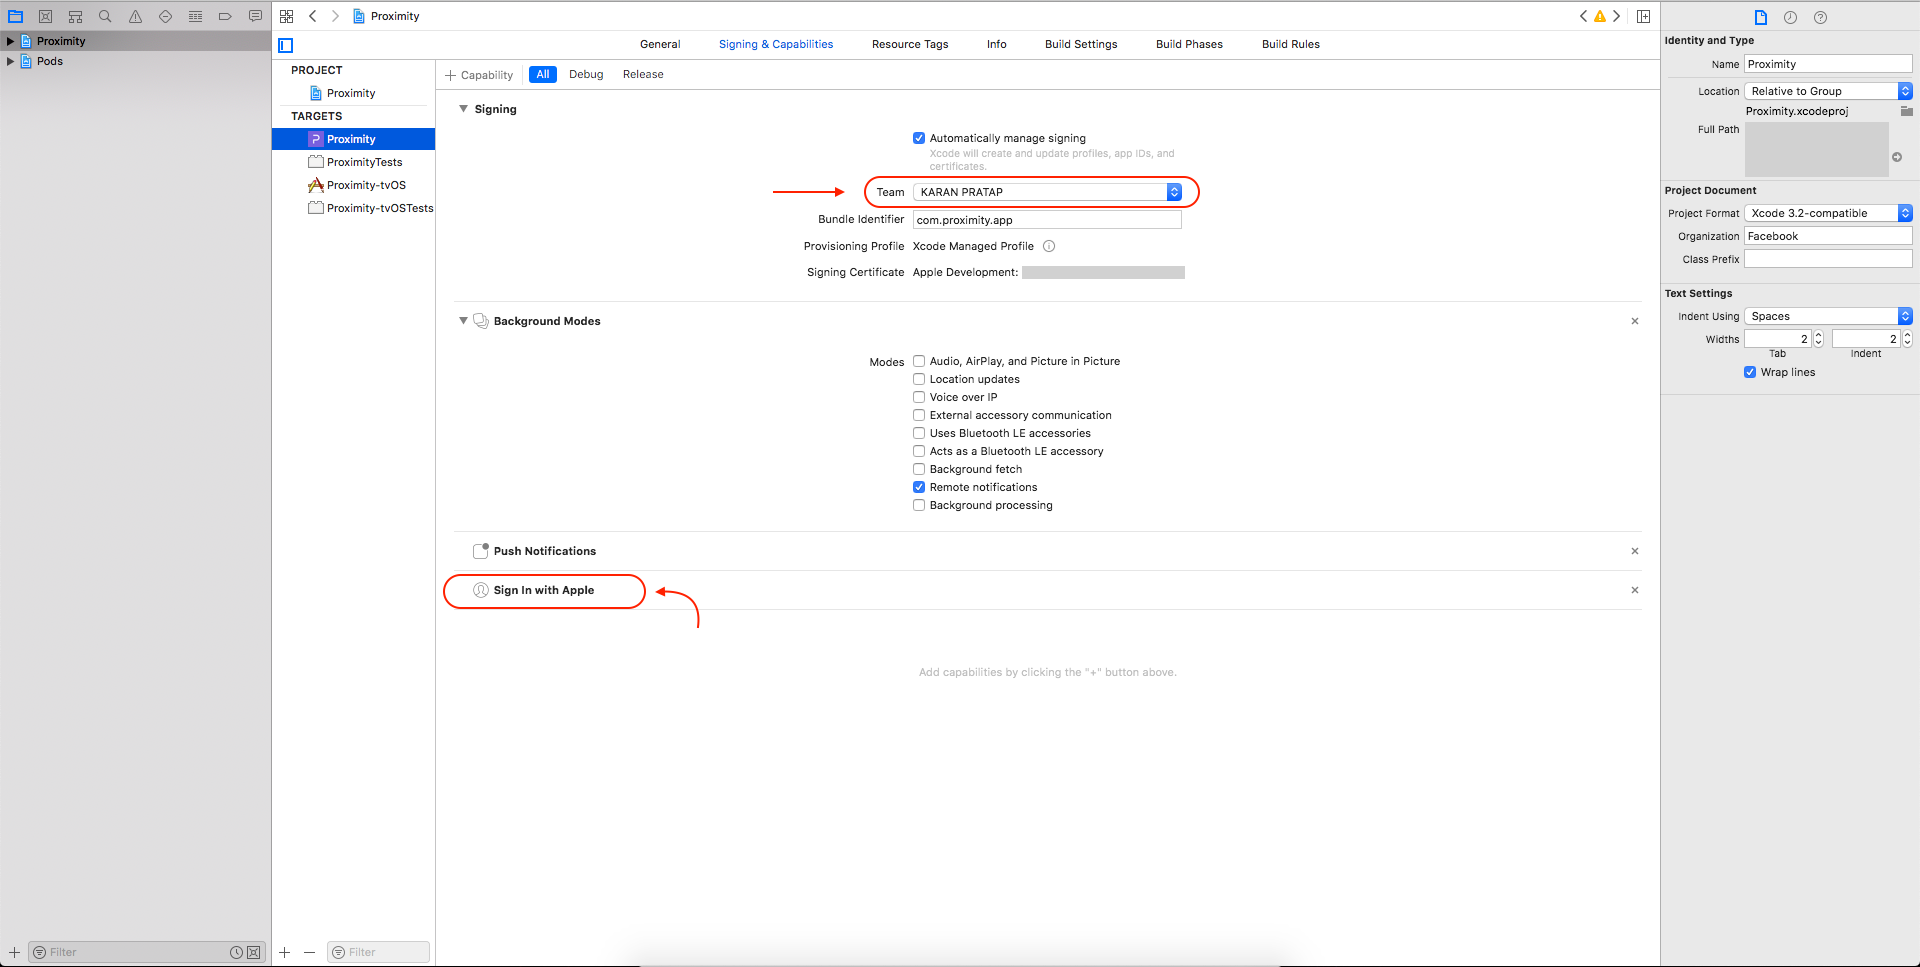 Proximity
Pods
Filter
Proximity
General
Signing & Capabilities
Resource Tags
Info
Build Settings
Build Phases
Build Rules
PROJECT
Proximity
TARGETS
Proximity
ProximityTests
Proximity-tvOS
Proximity-tvOSTests
Filter
Capability
All
Debug
Release
Signing
Automatically manage signing
Xcode will create and update profiles, app IDs, and
certificates.
Team KARAN PRATAP
Bundle Identifier com.proximity.app
Provisioning Profile Xcode Managed Profile
Signing Certificate Apple Development:
Background Modes
Modes Audio, AirPlay, and Picture in Picture
Location updates
Voice over IP
External accessory communication
Uses Bluetooth LE accessories
Acts as a Bluetooth LE accessory
Background fetch
Remote notifications
Background processing
Push Notifications
Sign In with Apple
Add capabilities by clicking the "+" button above.
Identity and Type
Name Proximity
Location Relative to Group
Proximity.xcodeproj
Full Path
Project Document
Project Format Xcode 3.2-compatible
Organization Facebook
Class Prefix
Text Settings
Indent Using Spaces
Widths 2 2
Tab Indent
Wrap lines